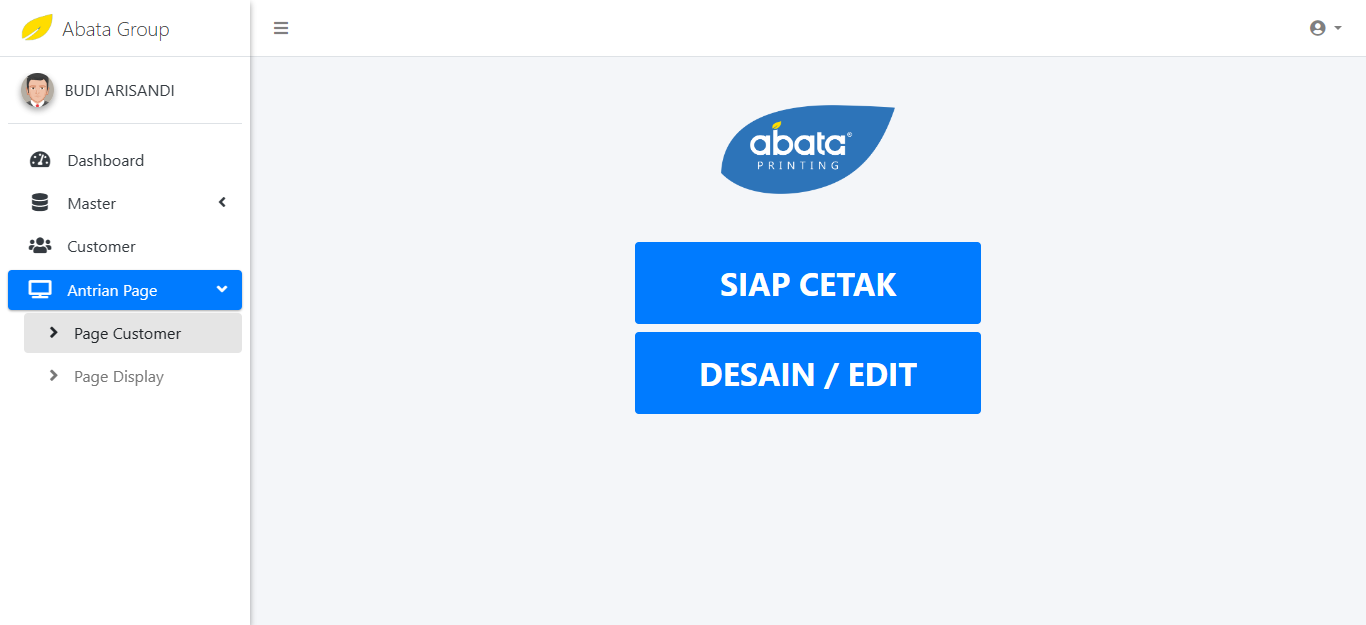 Abata Group
BUDI ARISANDI
Dashboard
Master
Customer
Antrian Page
Page Customer
Page Display
abata®
PRINTING
SIAP CETAK
DESAIN / EDIT